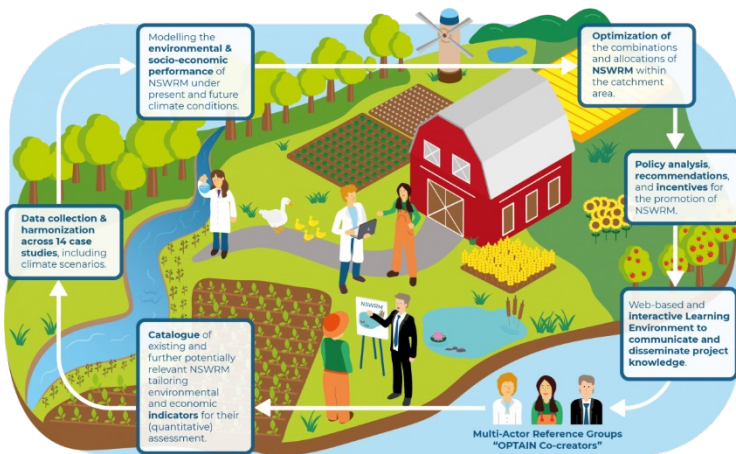 Modelling the
environmental &
socio-economic
performance of
NSWRM under
present and future
climate conditions.
Optimization of
the combinations
and allocations of
NSWRM within
the catchment
area.
Policy analysis,
recommendations,
and incentives for
the promotion of
NSWRM.
Data collection &
harmonization
across 14 case
studies, including
climate scenarios.
Web-based and
interactive Learning
Environment to
communicate and
disseminate project
knowledge.
NSWRM
Catalogue of
existing and
further potentially
relevant NSWRM
tailoring
environmental
and economic
indicators for their
(quantitative)
assessment.
Multi-Actor Reference Groups
"OPTAIN Co-creators"